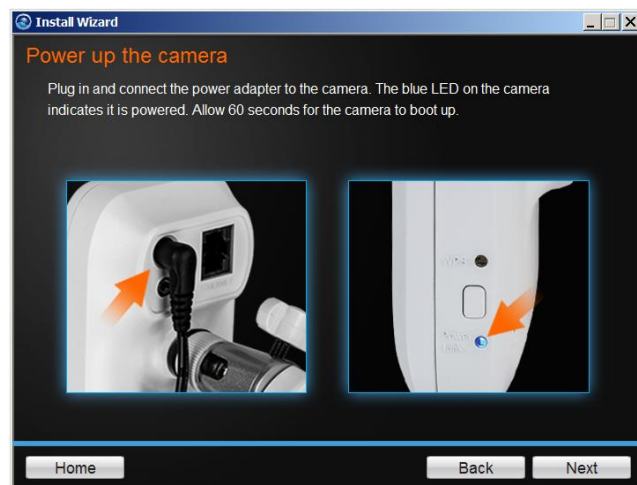 Install Wizard
Power up the camera
Plug in and connect the power adapter to the camera. The blue LED on the camera
indicates it is powered. Allow 60 seconds for the camera to boot up.
Home
Back
Next